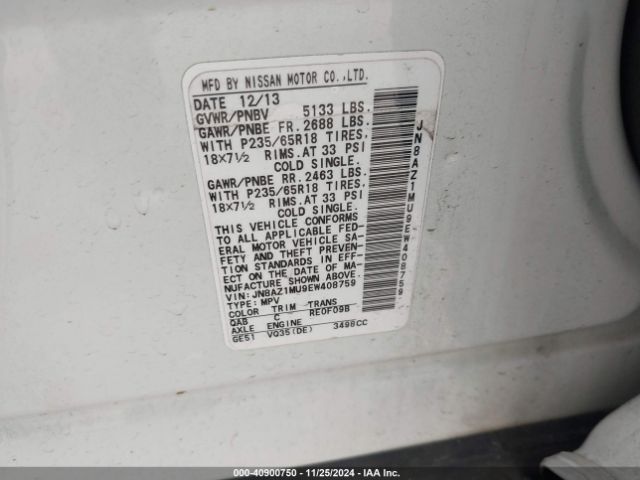 MFD BY NISSAN MOTOR CO.,LTD.
DATE 12/13
GVWR/PNBV 5133 LBS.
GAWR/PNBE FR. 2688 LBS.
WITH P235/65R18 TIRES,
18×7½ RIMS. AT 33 PSI
COLD SINGLE.
GAWR/PNBE RR. 2463 LBS.
WITH P235/65R18 TIRES,
18×7½ RIMS. AT 33 PSI
COLD SINGLE.
THIS VEHICLE CONFORMS
TO ALL APPLICABLE FED-
ERAL MOTOR VEHICLE SA-
FETY AND THEFT PREVENTION
STANDARDS IN EFF-
ECT ON THE DATE OF MA-
NUFACTURE SHOWN ABOVE.
VIN: JN8AZ1MU9EW408759
TYPE: MPV
COLOR TRIM TRANS
QAB C RE0F09B
AXLE ENGINE
GE51 VQ35(DE) 3498CC
JN8AZ1MU9EW408759
000-40900750 - 11/25/2024 - IAA Inc.